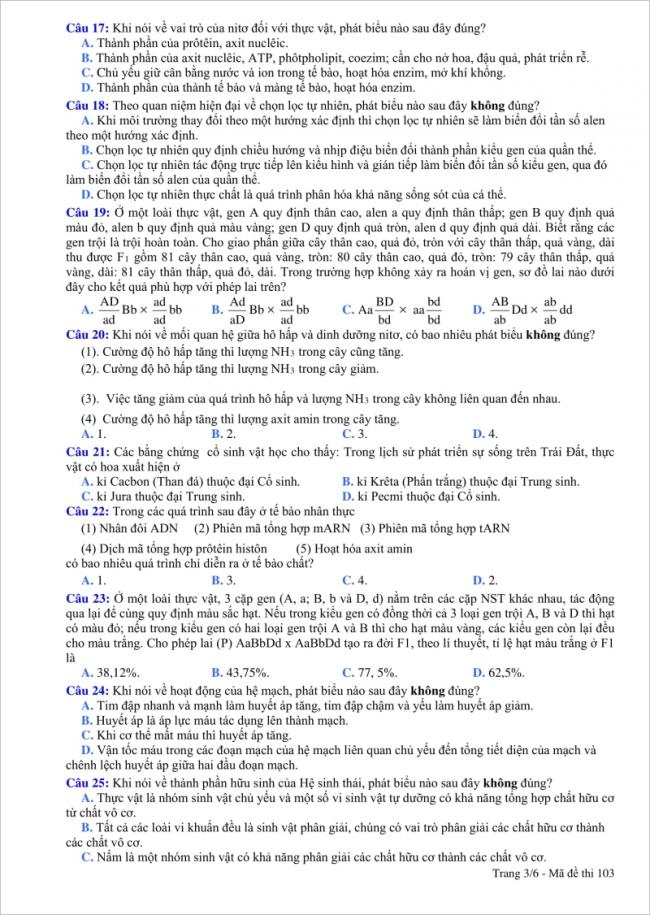 Câu 17: Khi nói về vai trò của nitơ đối với thực vật, phát biểu nào sau đây đúng?
A. Thành phần của prôtêin, axit nuclêic.
B. Thành phần của axit nuclêic, ATP, phôtpholipit, coezim; cần cho nở hoa, đậu quả, phát triển rễ.
C. Chủ yếu giữ cân bằng nước và ion trong tế bào, hoạt hóa enzim, mở khí khổng.
D. Thành phần của thành tế bào và màng tế bào, hoạt hóa enzim.
Câu 18: Theo quan niệm hiện đại về chọn lọc tự nhiên, phát biểu nào sau đây không đúng?
A. Khi môi trường thay đổi theo một hướng xác định thì chọn lọc tự nhiên sẽ làm biến đổi tần số alen
theo một hướng xác định.
B. Chọn lọc tự nhiên quy định chiều hướng và nhịp điệu biến đổi thành phần kiểu gen của quần thể.
C. Chọn lọc tự nhiên tác động trực tiếp lên kiểu hình và gián tiếp làm biến đổi tần số kiểu gen, qua đó
làm biến đổi tần số alen của quần thể.
D. Chọn lọc tự nhiên thực chất là quá trình phân hóa khả năng sống sót của cá thể.
Câu 19: Ở một loài thực vật, gen A quy định thân cao, alen a quy định thân thấp; gen B quy định quả
màu đỏ, alen b quy định quả màu vàng; gen D quy định quả tròn, alen d quy định quả dài. Biết rằng các
gen trội là trội hoàn toàn. Cho giao phấn giữa cây thân cao, quả đỏ, tròn với cây thân thấp, quả vàng, dài
thu được F1 gồm 81 cây thân cao, quả vàng, tròn: 80 cây thân cao, quả đỏ, tròn: 79 cây thân thấp, quả
vàng, dài: 81 cây thân thấp, quả đỏ, dài. Trong trường hợp không xảy ra hoán vị gen, sơ đồ lai nào dưới
đây cho kết quả phù hợp với phép lai trên?
A. AD/ad Bb × ad/ad bb B. Ad/aD Bb × ad/ad bb C. Aa BD/bd × aa bd/bd D. AB/ab Dd × ab/ab dd
Câu 20: Khi nói về mối quan hệ giữa hô hấp và dinh dưỡng nitơ, có bao nhiêu phát biểu không đúng?
(1). Cường độ hô hấp tăng thì lượng NH3 trong cây cũng tăng.
(2). Cường độ hô hấp tăng thì lượng NH3 trong cây giảm.
(3). Việc tăng giảm của quá trình hô hấp và lượng NH3 trong cây không liên quan đến nhau.
(4) Cường độ hô hấp tăng thì lượng axit amin trong cây tăng.
A. 1. B. 2. C. 3. D. 4.
Câu 21: Các bằng chứng cổ sinh vật học cho thấy: Trong lịch sử phát triển sự sống trên Trái Đất, thực
vật có hoa xuất hiện ở
A. kỉ Cacbon (Than đá) thuộc đại Cổ sinh. B. kỉ Krêta (Phấn trắng) thuộc đại Trung sinh.
C. kỉ Jura thuộc đại Trung sinh. D. kỉ Pecmi thuộc đại Cổ sinh.
Câu 22: Trong các quá trình sau đây ở tế bào nhân thực
(1) Nhân đôi ADN (2) Phiên mã tổng hợp mARN (3) Phiên mã tổng hợp tARN
(4) Dịch mã tổng hợp prôtêin histôn (5) Hoạt hóa axit amin
có bao nhiêu quá trình chỉ diễn ra ở tế bào chất?
A. 1. B. 3. C. 4. D. 2.
Câu 23: Ở một loài thực vật, 3 cặp gen (A, a; B, b và D, d) nằm trên các cặp NST khác nhau, tác động
qua lại để cùng quy định màu sắc hạt. Nếu trong kiểu gen có đồng thời cả 3 loại gen trội A, B và D thì hạt
có màu đỏ; nếu trong kiểu gen có hai loại gen trội A và B thì cho hạt màu vàng, các kiểu gen còn lại đều
cho màu trắng. Cho phép lai (P) AaBbDd x AaBbDd tạo ra đời F1, theo lí thuyết, tỉ lệ hạt màu trắng ở F1
là
A. 38,12%. B. 43,75%. C. 77, 5%. D. 62,5%.
Câu 24: Khi nói về hoạt động của hệ mạch, phát biểu nào sau đây không đúng?
A. Tim đập nhanh và mạnh làm huyết áp tăng, tim đập chậm và yếu làm huyết áp giảm.
B. Huyết áp là áp lực máu tác dụng lên thành mạch.
C. Khi cơ thể mất máu thì huyết áp tăng.
D. Vận tốc máu trong các đoạn mạch của hệ mạch liên quan chủ yếu đến tổng tiết diện của mạch và
chênh lệch huyết áp giữa hai đầu đoạn mạch.
Câu 25: Khi nói về thành phần hữu sinh của Hệ sinh thái, phát biểu nào sau đây không đúng?
A. Thực vật là nhóm sinh vật chủ yếu và một số vi sinh vật tự dưỡng có khả năng tổng hợp chất hữu cơ
từ chất vô cơ.
B. Tất cả các loài vi khuẩn đều là sinh vật phân giải, chúng có vai trò phân giải các chất hữu cơ thành
các chất vô cơ.
C. Nấm là một nhóm sinh vật có khả năng phân giải các chất hữu cơ thành các chất vô cơ.
Trang 3/6 - Mã đề thi 103